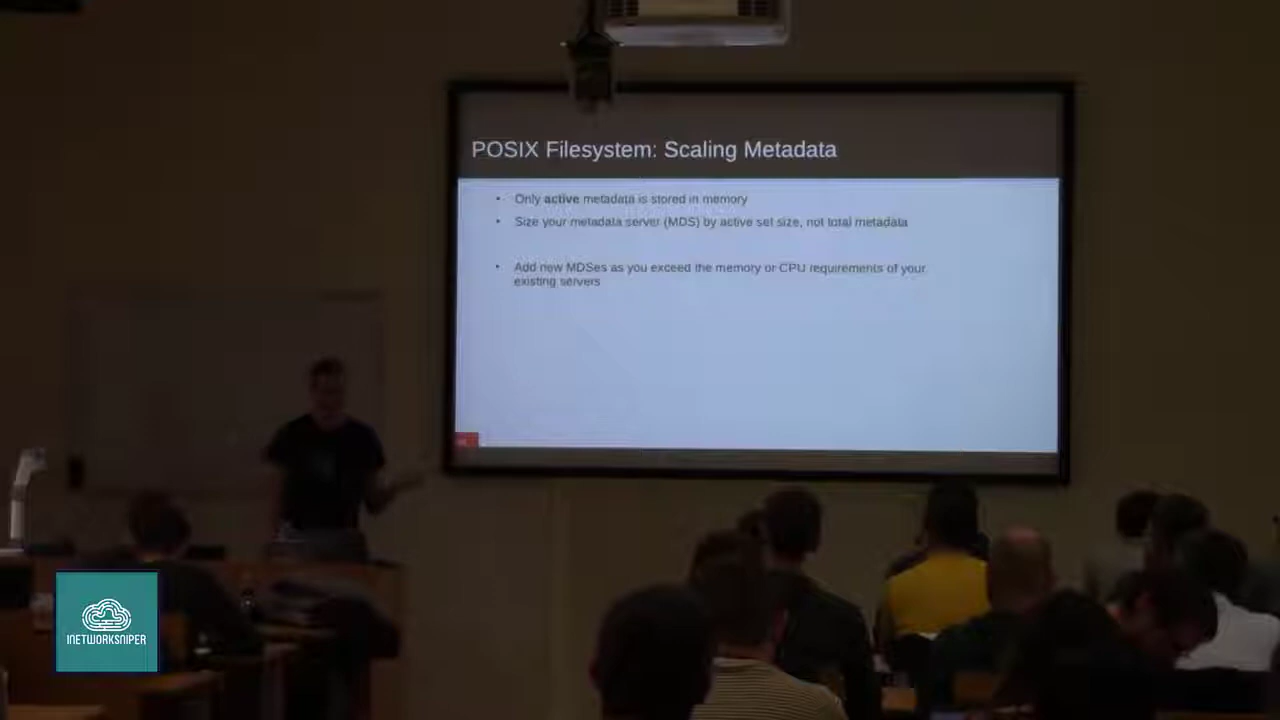 POSIX Filesystem: Scaling Metadata
• Only active metadata is stored in memory
• Size your metadata server (MDS) by active set size, not total metadata
• Add new MDSes as you exceed the memory or CPU requirements of your
existing servers
INETWORKSNIPER